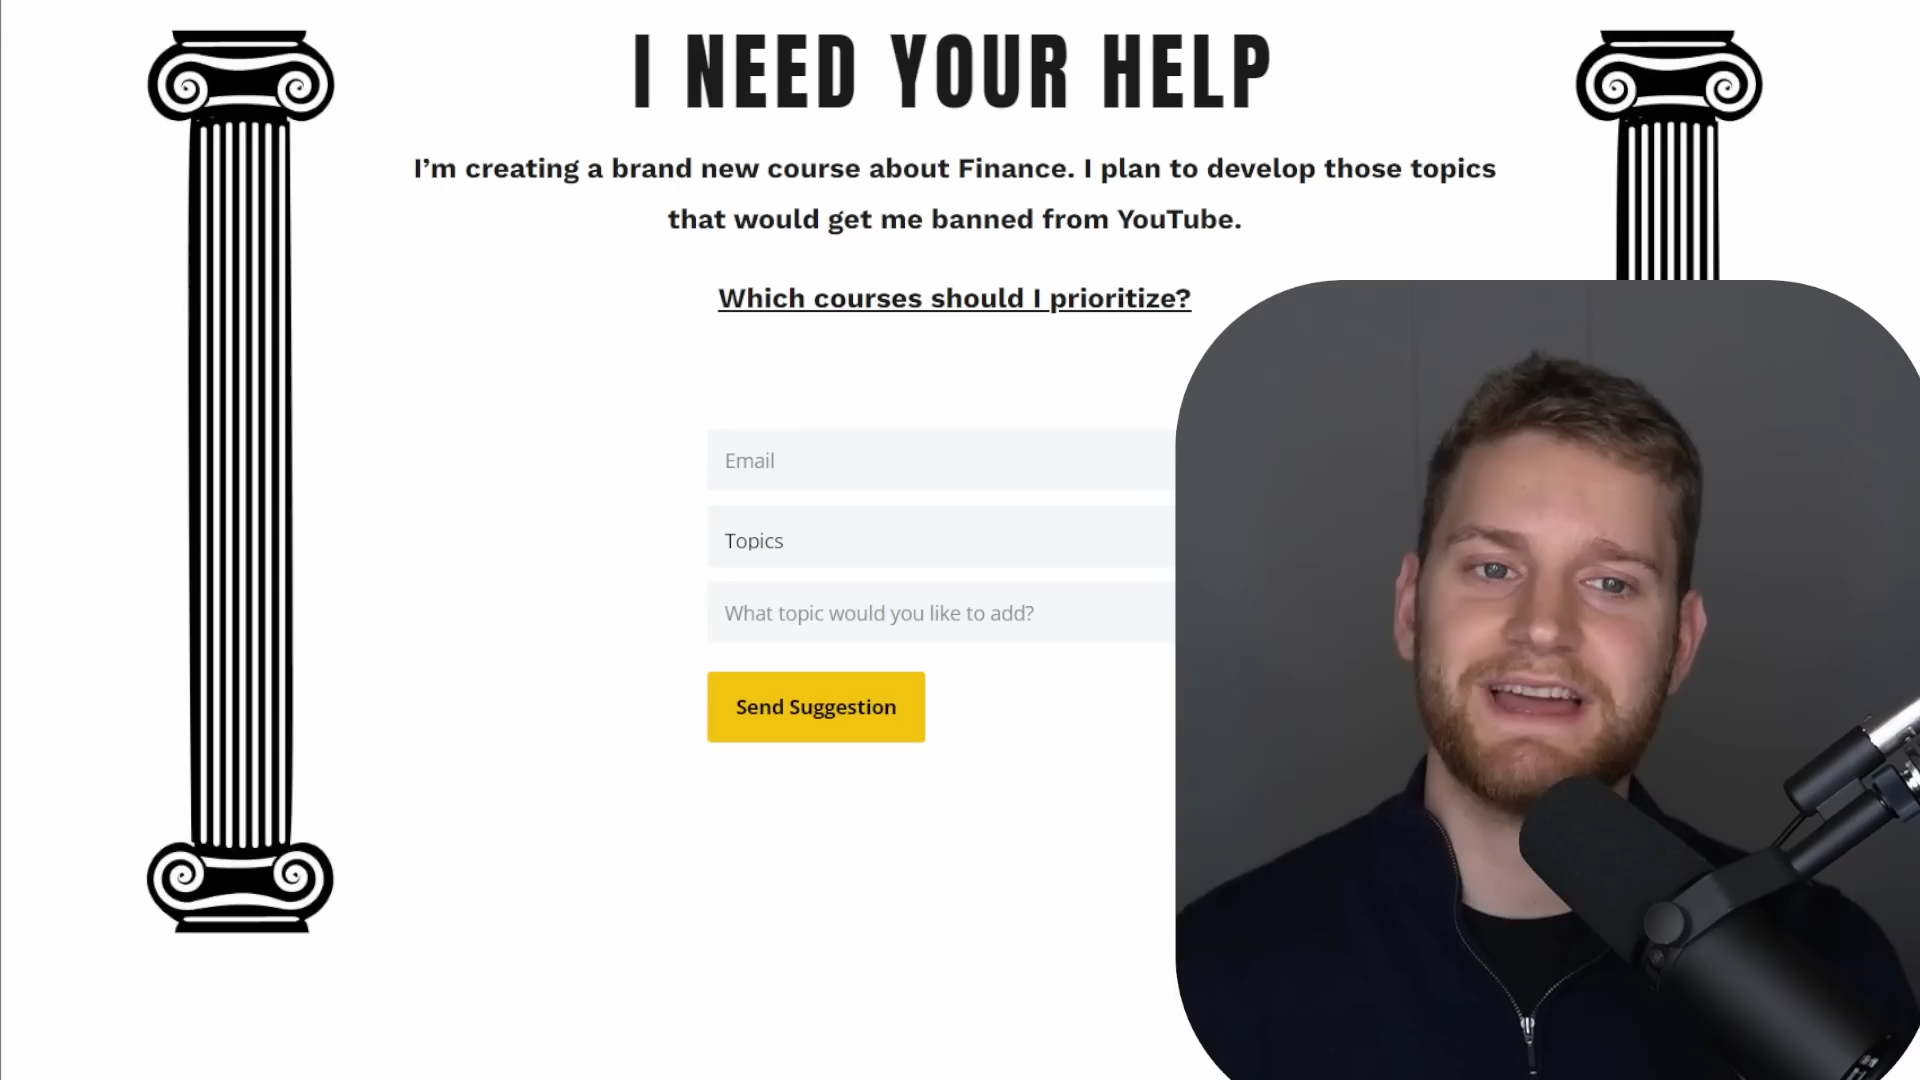 I NEED YOUR HELP
I’m creating a brand new course about Finance. I plan to develop those topics
that would get me banned from YouTube.
Which courses should I prioritize?
Email
Topics
What topic would you like to add?
Send Suggestion